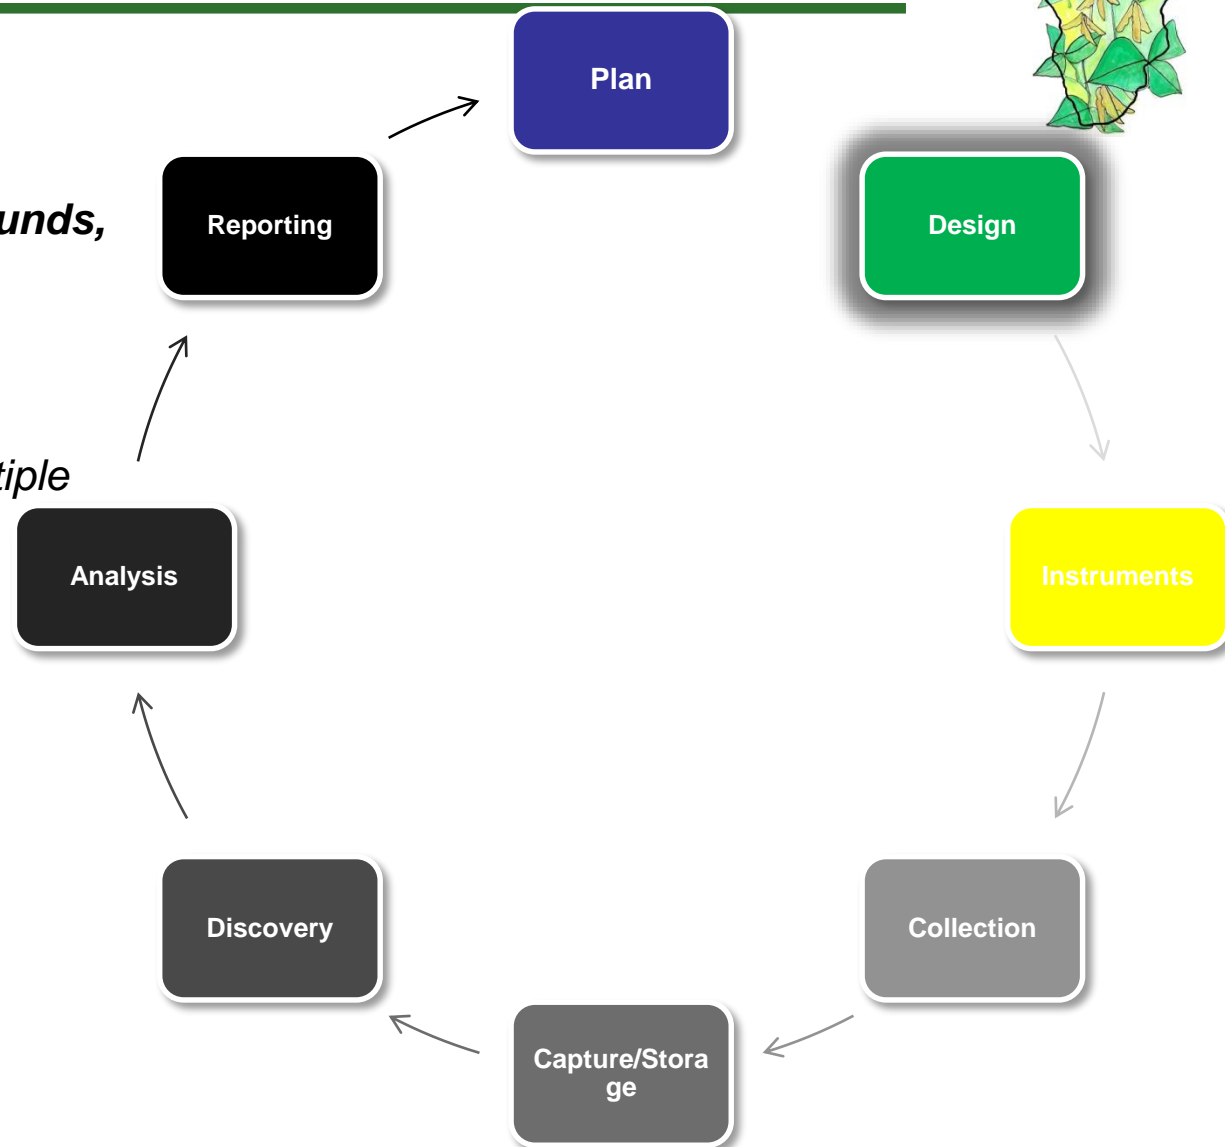 Plan
Design
Instruments
Collection
Capture/Stora
ge
Discovery
Analysis
Reporting
unds,
tiple